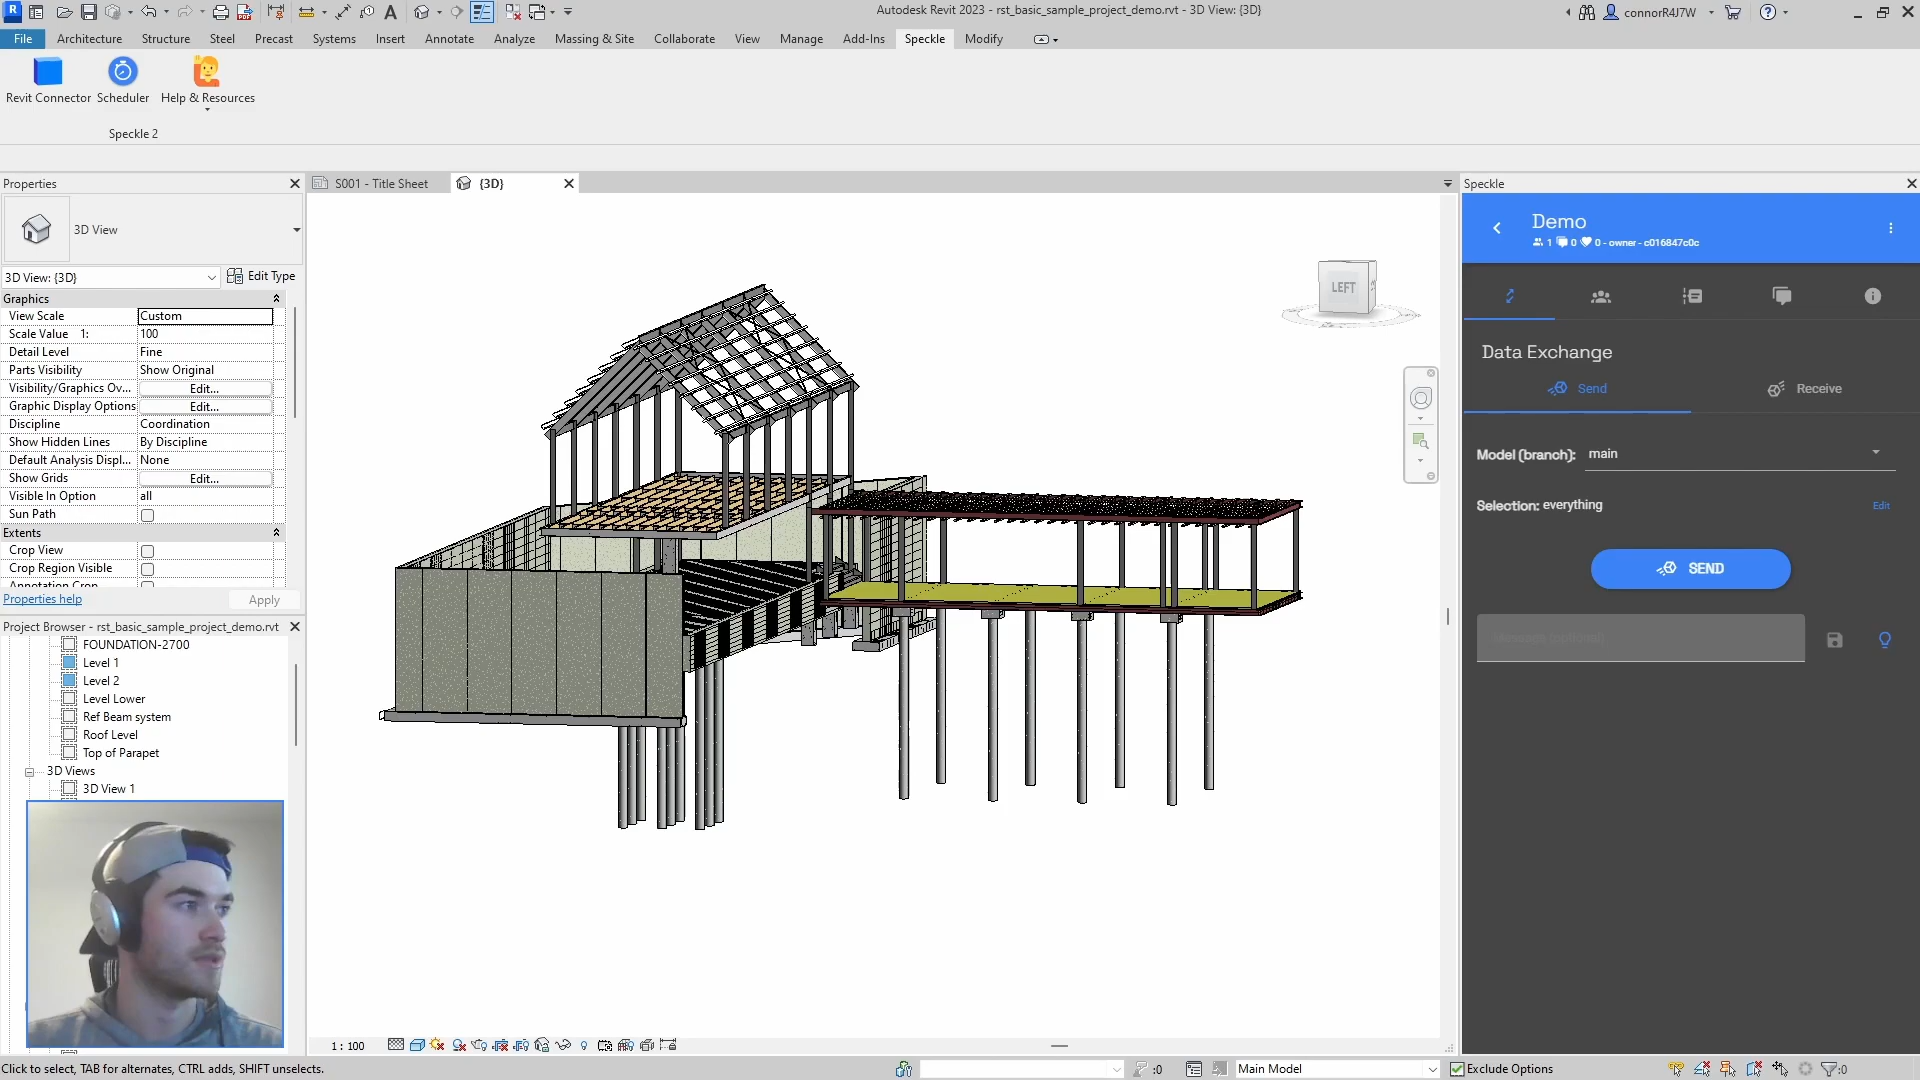 Autodesk Revit 2023 - rst_basic_sample_project_demo.rvt - 3D View: {3D}
connorR4J7W
File
Architecture
Structure
Steel
Precast
Systems
Insert
Annotate
Analyze
Massing & Site
Collaborate
View
Manage
Add-Ins
Speckle
Modify
Revit Connector
Scheduler
Help & Resources
Speckle 2
Properties
3D View
3D View: {3D}
Edit Type
Graphics
View Scale
Custom
Scale Value 1:
100
Detail Level
Fine
Parts Visibility
Show Original
Visibility/Graphics Ov...
Edit...
Graphic Display Options
Edit...
Discipline
Coordination
Show Hidden Lines
By Discipline
Default Analysis Displ...
None
Show Grids
Edit...
Visible In Option
all
Sun Path
Extents
Crop View
Crop Region Visible
Annotation Crop
Properties help
Apply
Project Browser - rst_basic_sample_project_demo.rvt
FOUNDATION-2700
Level 1
Level 2
Level Lower
Ref Beam system
Roof Level
Top of Parapet
3D Views
3D View 1
S001 - Title Sheet
{3D}
LEFT
1 : 100
Speckle
Demo
1 0 0 - owner - c016847c0c
Data Exchange
Send
Receive
Model (branch):
main
Selection: everything
Edit
SEND
Click to select, TAB for alternates, CTRL adds, SHIFT unselects.
:0
Main Model
Exclude Options
:0